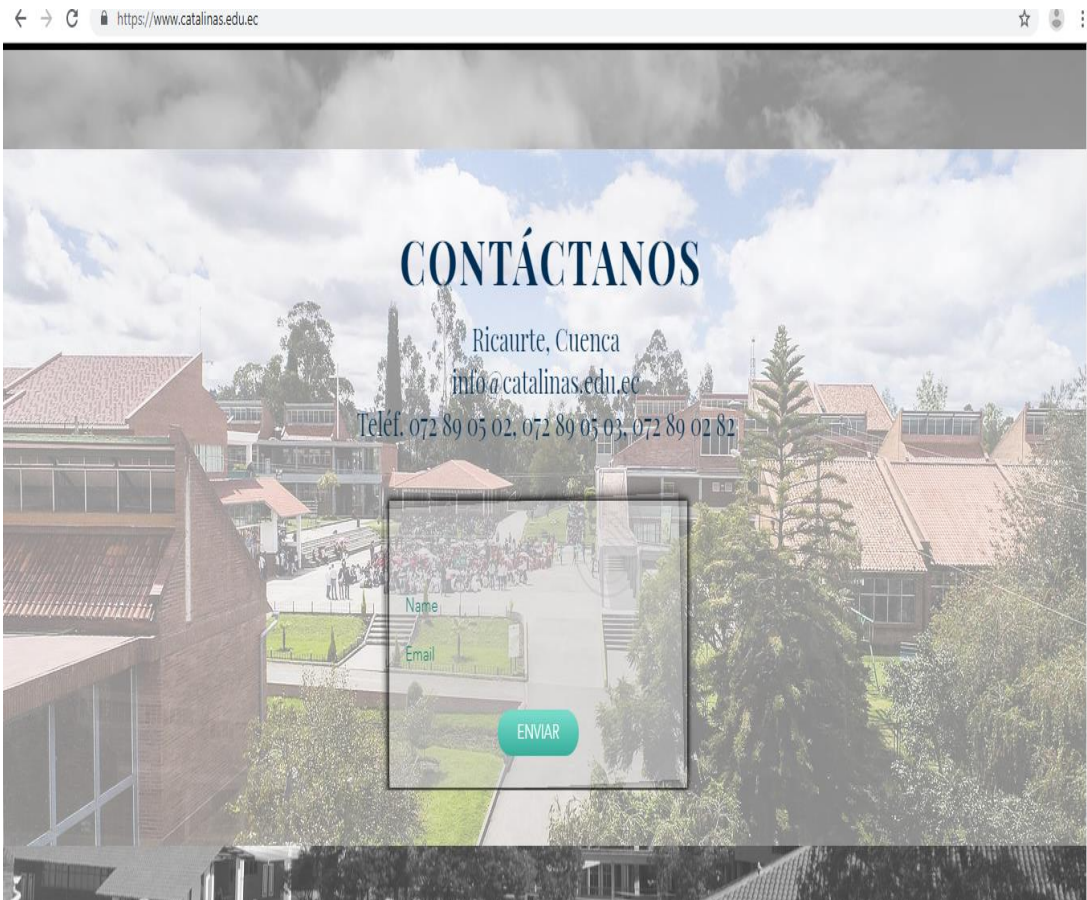 https://www.catalinas.edu.ec
CONTÁCTANOS
Ricaurte, Cuenca
info@catalinas.edu.ec
Teléf. 072 89 05 02, 072 89 05 03, 072 89 02 82
Name
Email
ENVIAR